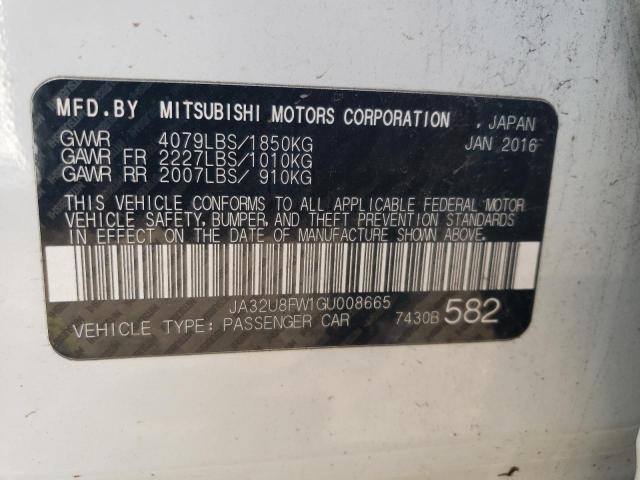 MFD.BY MITSUBISHI MOTORS CORPORATION . JAPAN
GVWR 4079LBS/1850KG JAN 2016
GAWR FR 2227LBS/1010KG
GAWR RR 2007LBS/ 910KG
THIS VEHICLE CONFORMS TO ALL APPLICABLE FEDERAL MOTOR
VEHICLE SAFETY, BUMPER, AND THEFT PREVENTION STANDARDS
IN EFFECT ON THE DATE OF MANUFACTURE SHOWN ABOVE.
JA32U8FW1GU008665
VEHICLE TYPE: PASSENGER CAR 7430B 582